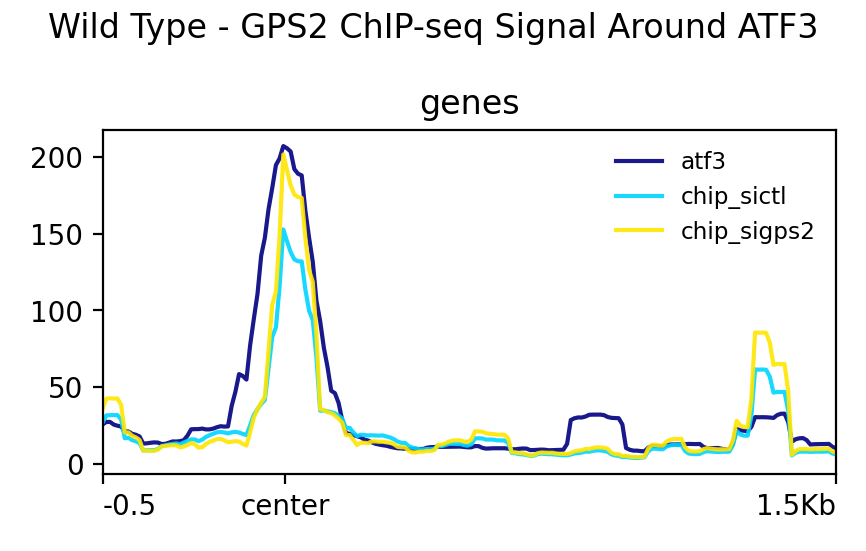 Wild Type - GPS2 ChIP-seq Signal Around ATF3
genes
200
150
100
50
0
atf3
chip_sictl
chip_sigps2
-0.5
center
1.5Kb